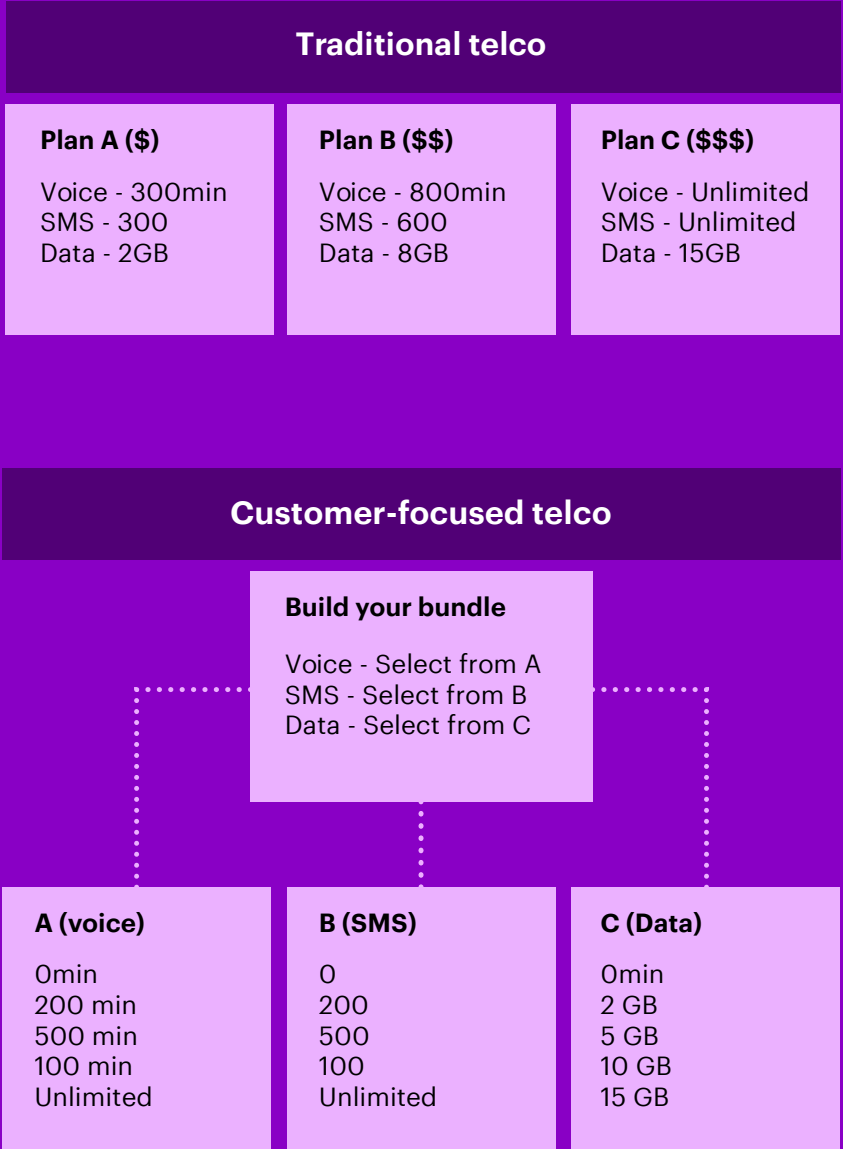 Traditional telco
Plan A ($)
Voice - 300min
SMS - 300
Data - 2GB
Plan B ($$)
Voice - 800min
SMS - 600
Data - 8GB
Plan C ($$$)
Voice - Unlimited
SMS - Unlimited
Data - 15GB
Customer-focused telco
Build your bundle
Voice - Select from A
SMS - Select from B
Data - Select from C
A (voice)
0min
200 min
500 min
100 min
Unlimited
B (SMS)
0
200
500
100
Unlimited
C (Data)
0min
2 GB
5 GB
10 GB
15 GB